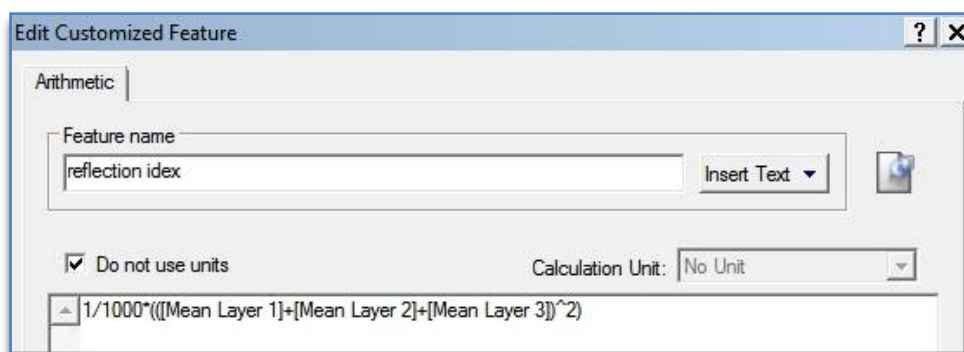 Edit Customized Feature
?
Arithmetic
Feature name
reflection idex
Insert Text
Do not use units
Calculation Unit: No Unit
1/1000*(([Mean Layer 1]+[Mean Layer 2]+[Mean Layer 3])^2)